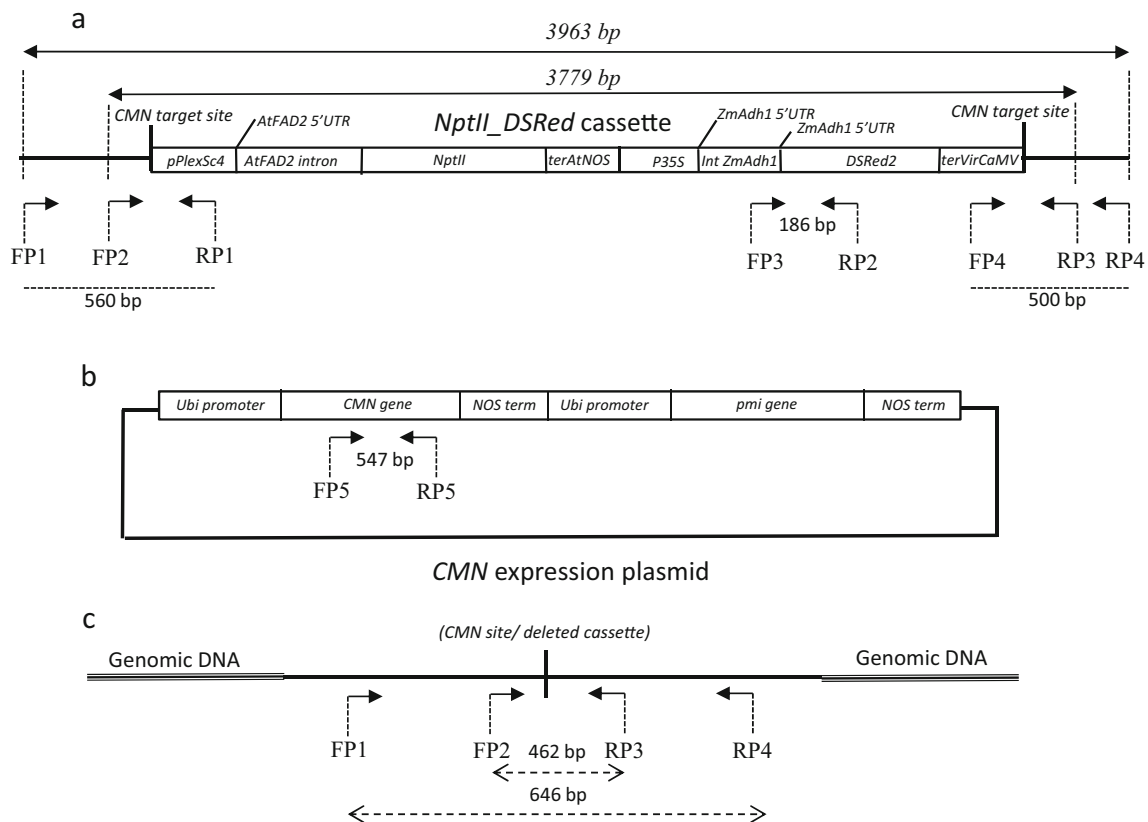 a
3963 bp
3779 bp
CMN target site
AtFAD2 5'UTR
NptII_DSRed cassette
ZmAdh1 5'UTR
ZmAdh1 5'UTR
CMN target site
pPlexSc4
AtFAD2 intron
NptII
terAtNOS
P35S
Int ZmAdh1
DSRed2
terVirCaMV
FP1
FP2
RP1
FP3
186 bp
RP2
FP4
RP3
RP4
560 bp
500 bp
b
Ubi promoter
CMN gene
NOS term
Ubi promoter
pmi gene
NOS term
547 bp
FP5
RP5
CMN expression plasmid
c
(CMN site/ deleted cassette)
Genomic DNA
Genomic DNA
FP1
FP2
462 bp
RP3
RP4
646 bp